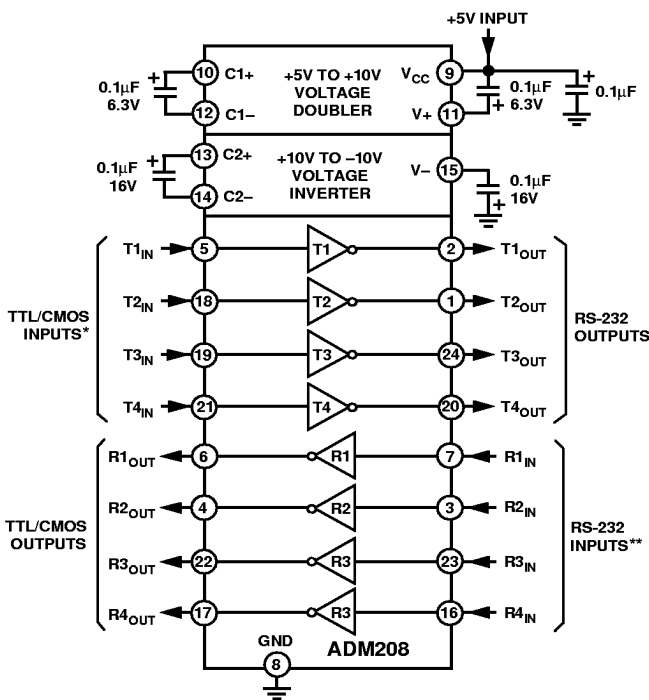 +5V INPUT
10 C1+ +5V TO +10V VCC 9
0.1μF + VOLTAGE 0.1μF + 0.1μF
6.3V 12 C1– DOUBLER V+ 11 + 6.3V
13 C2+ +10V TO –10V
0.1μF + VOLTAGE V– 15 0.1μF
16V 14 C2– INVERTER + 16V
T1IN 5 T1 2 T1OUT
T2IN 18 T2 1 T2OUT
TTL/CMOS RS-232
INPUTS* OUTPUTS
T3IN 19 T3 24 T3OUT
T4IN 21 T4 20 T4OUT
R1OUT 6 R1 7 R1IN
R2OUT 4 R2 3 R2IN
TTL/CMOS RS-232
OUTPUTS INPUTS**
R3OUT 22 R3 23 R3IN
R4OUT 17 R3 16 R4IN
GND ADM208
8